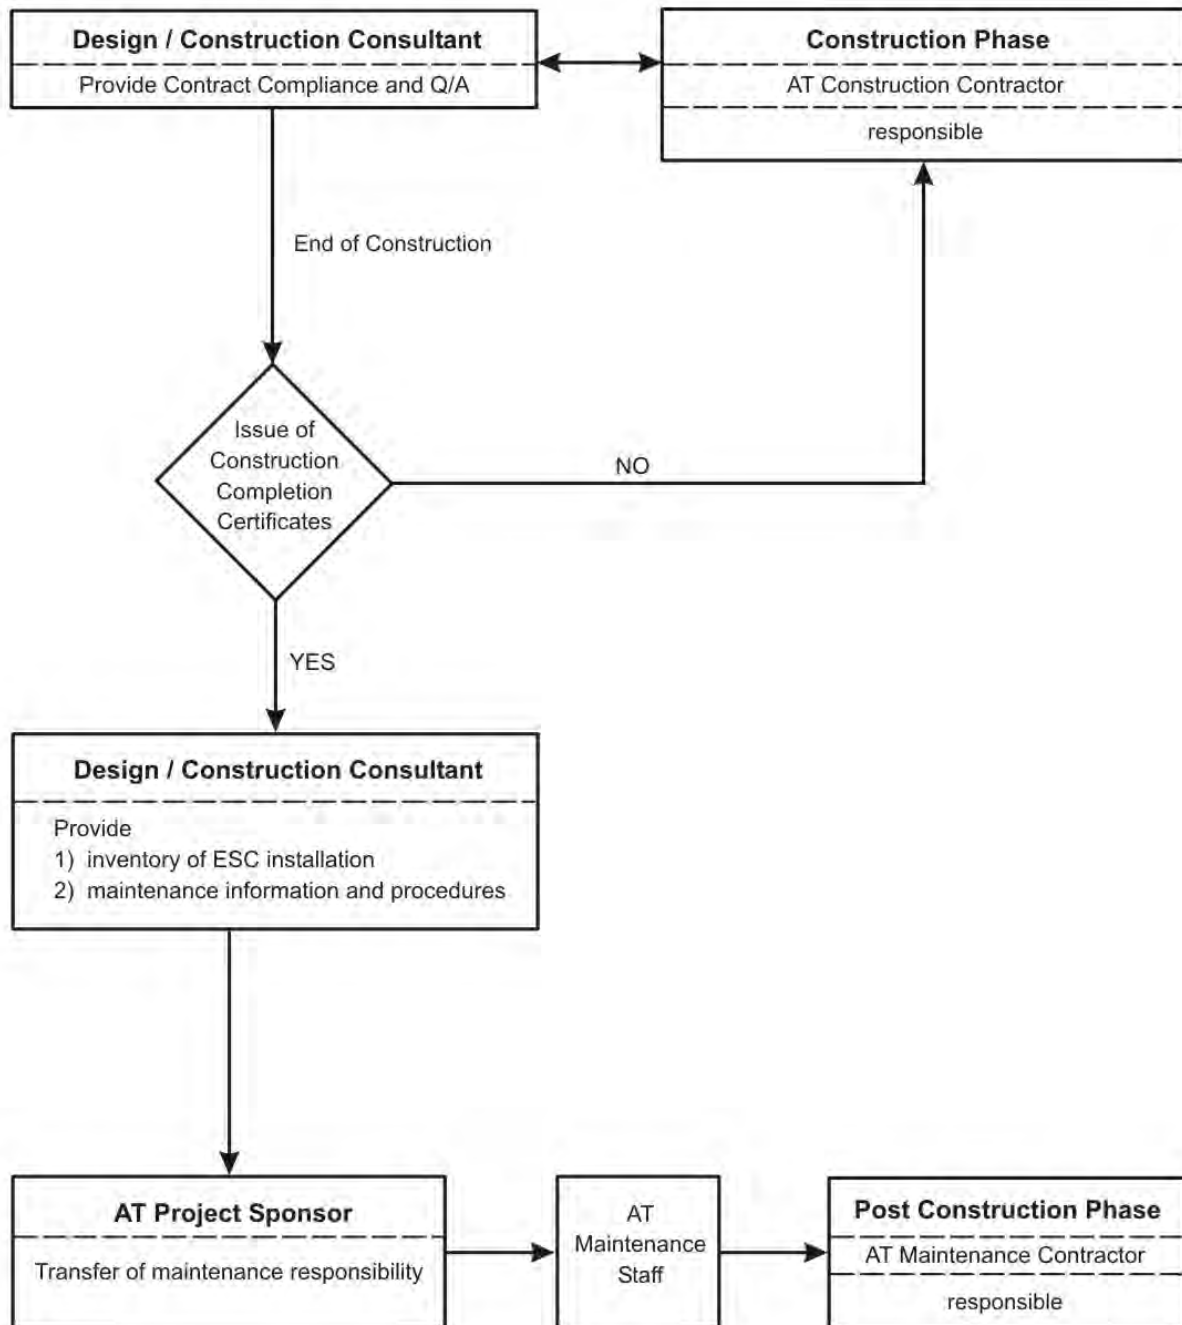 Design / Construction Consultant
Provide Contract Compliance and Q/A
Construction Phase
AT Construction Contractor
responsible
End of Construction
Issue of
Construction
Completion
Certificates
NO
YES
Design / Construction Consultant
Provide
1) inventory of ESC installation
2) maintenance information and procedures
AT Project Sponsor
Transfer of maintenance responsibility
AT
Maintenance
Staff
Post Construction Phase
AT Maintenance Contractor
responsible